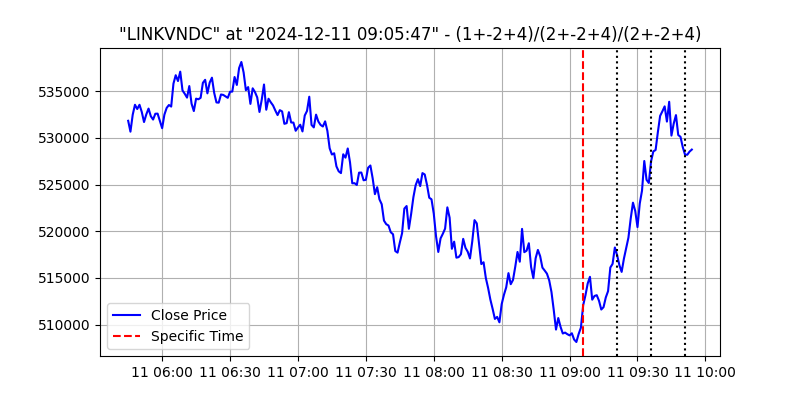 "LINKVNDC" at "2024-12-11 09:05:47" - (1+-2+4)/(2+-2+4)/(2+-2+4)
535000
530000
525000
520000
515000
510000
Close Price
Specific Time
11 06:00 11 06:30 11 07:00 11 07:30 11 08:00 11 08:30 11 09:00 11 09:30 11 10:00